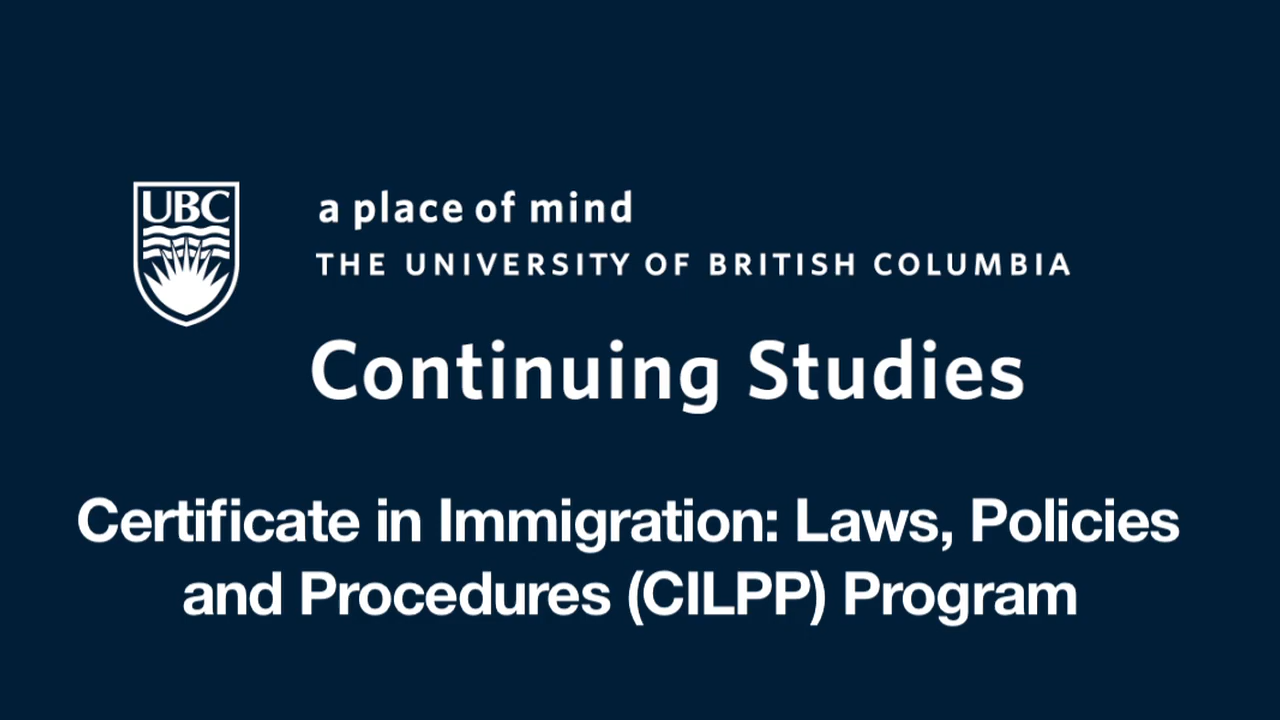 UBC
a place of mind
THE UNIVERSITY OF BRITISH COLUMBIA
Continuing Studies
Certificate in Immigration: Laws, Policies
and Procedures (CILPP) Program